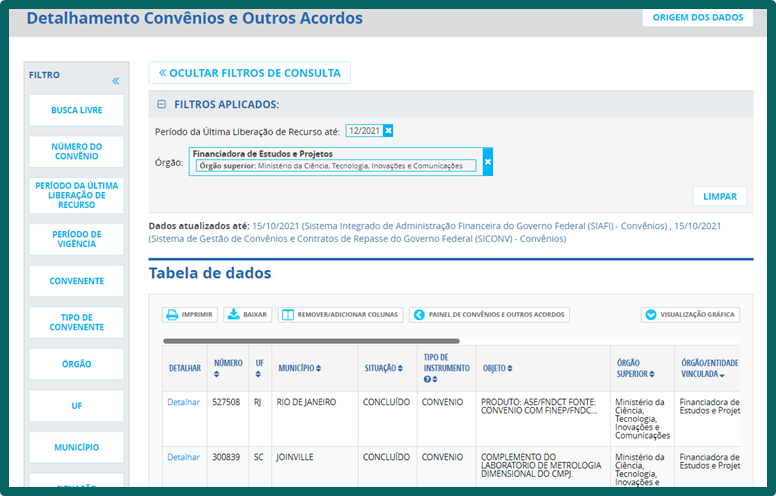 Detalhamento Convênios e Outros Acordos
ORIGEM DOS DADOS
FILTRO
BUSCA LIVRE
NÚMERO DO
CONVÊNIO
PERÍODO DA ÚLTIMA
LIBERAÇÃO DE
RECURSO
PERÍODO DE
VIGÊNCIA
CONVENENTE
TIPO DE
CONVENENTE
ÓRGÃO
UF
MUNICÍPIO
OCULTAR FILTROS DE CONSULTA
FILTROS APLICADOS:
Período da Última Liberação de Recurso até: 12/2021
Órgão:
Financiadora de Estudos e Projetos
Órgão superior: Ministério da Ciência, Tecnologia, Inovações e Comunicações
LIMPAR
Dados atualizados até: 15/10/2021 (Sistema Integrado de Administração Financeira do Governo Federal (SIAFI) - Convênios) , 15/10/2021
(Sistema de Gestão de Convênios e Contratos de Repasse do Governo Federal (SICONV) - Convênios)
Tabela de dados
IMPRIMIR BAIXAR REMOVER/ADICIONAR COLUNAS PAINEL DE CONVÊNIOS E OUTROS ACORDOS VISUALIZAÇÃO GRÁFICA
DETALHAR
NÚMERO
UF
MUNICÍPIO
SITUAÇÃO
TIPO DE
INSTRUMENTO
OBJETO
ÓRGÃO
SUPERIOR
ÓRGÃO/ENTIDADE
VINCULADA
Detalhar
527508
RJ
RIO DE JANEIRO
CONCLUÍDO
CONVENIO
PRODUTO: ASE/FNDCT FONTE:
CONVENIO COM FINEP/FNDC...
Ministério da
Ciência,
Tecnologia,
Inovações e
Comunicações
Financiadora de
Estudos e Projet
Detalhar
300839
SC
JOINVILLE
CONCLUÍDO
CONVENIO
COMPLEMENTO DO
LABORATORIO DE METROLOGIA
DIMENSIONAL DO CMPJ.
Ministério da
Ciência,
Tecnologia,
Inovações e
Financiadora de
Estudos e Projet